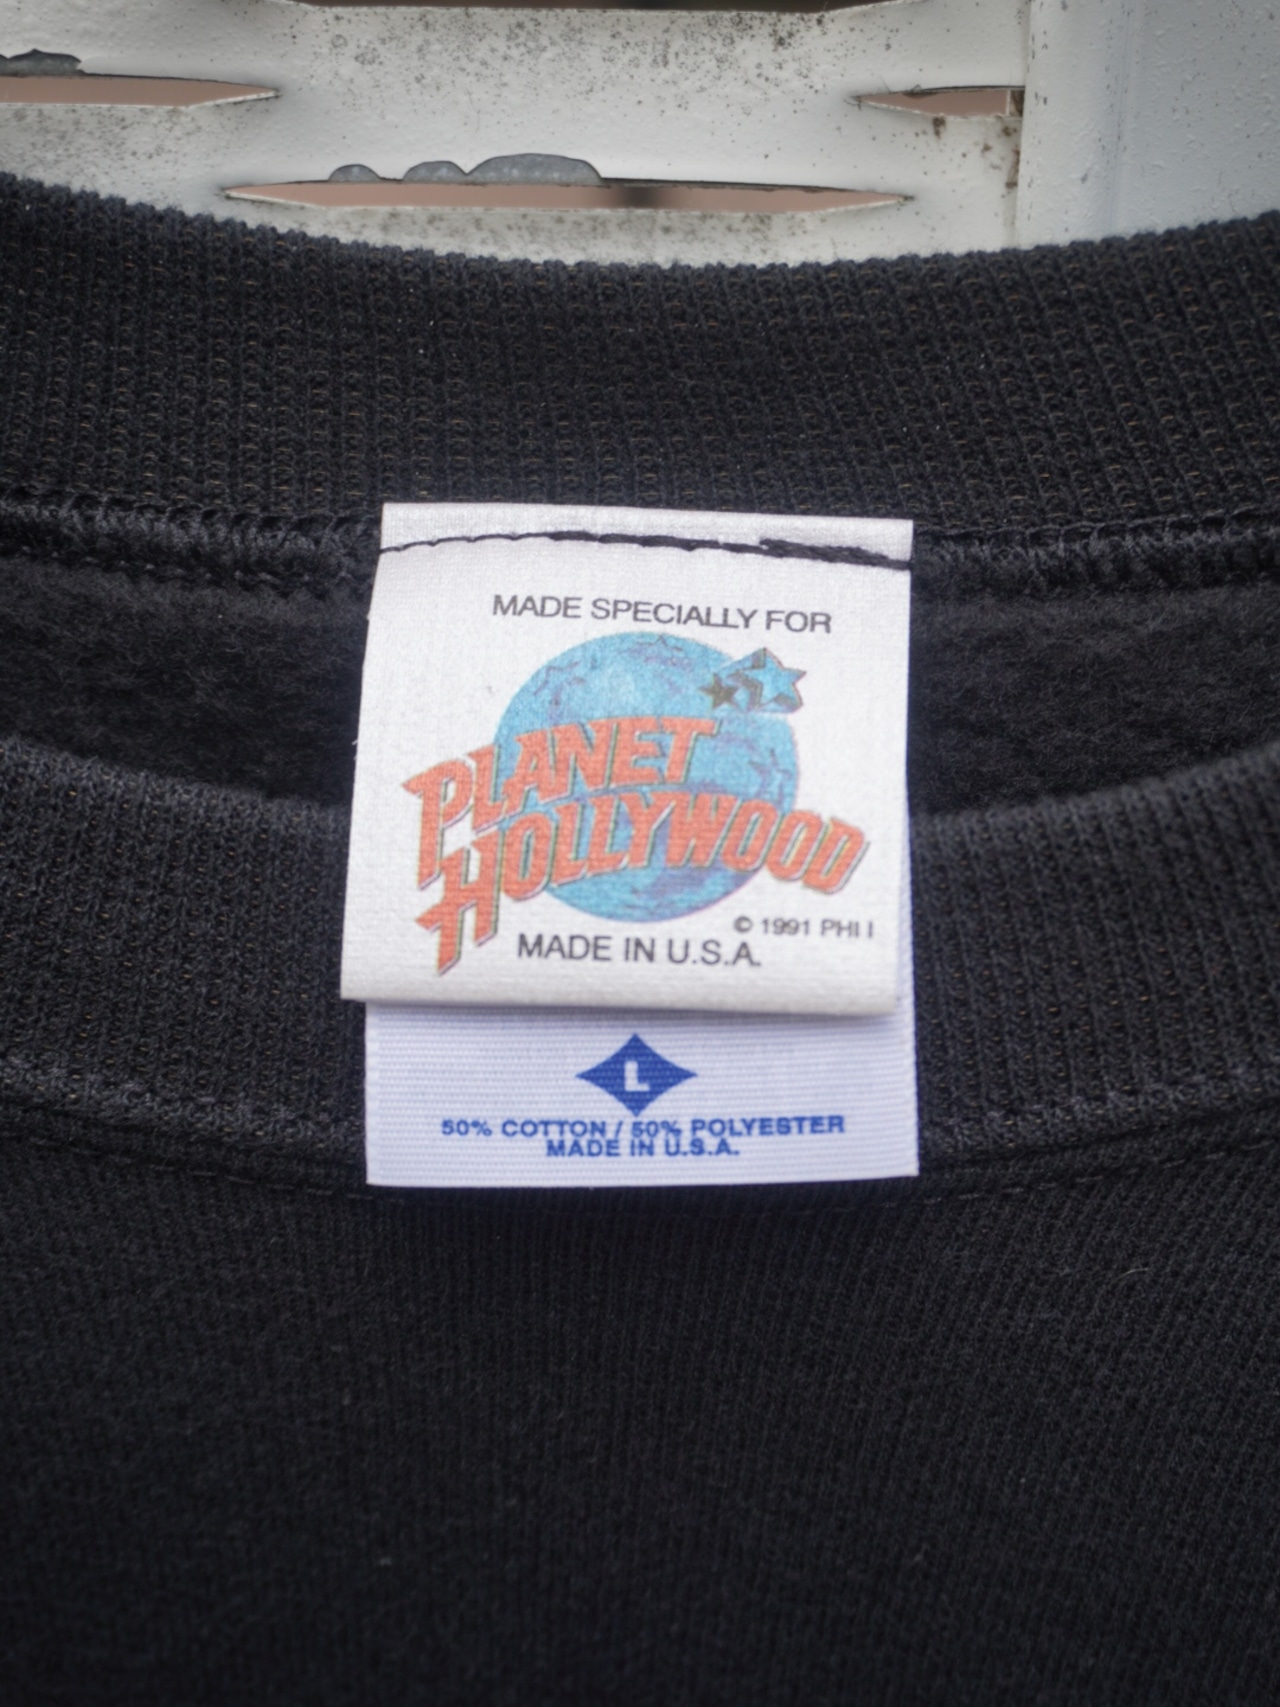 MADE SPECIALLY FOR
PLANET
HOLLYWOOD
© 1991 PHI I
MADE IN U.S.A.
L
50% COTTON / 50% POLYESTER
MADE IN U.S.A.